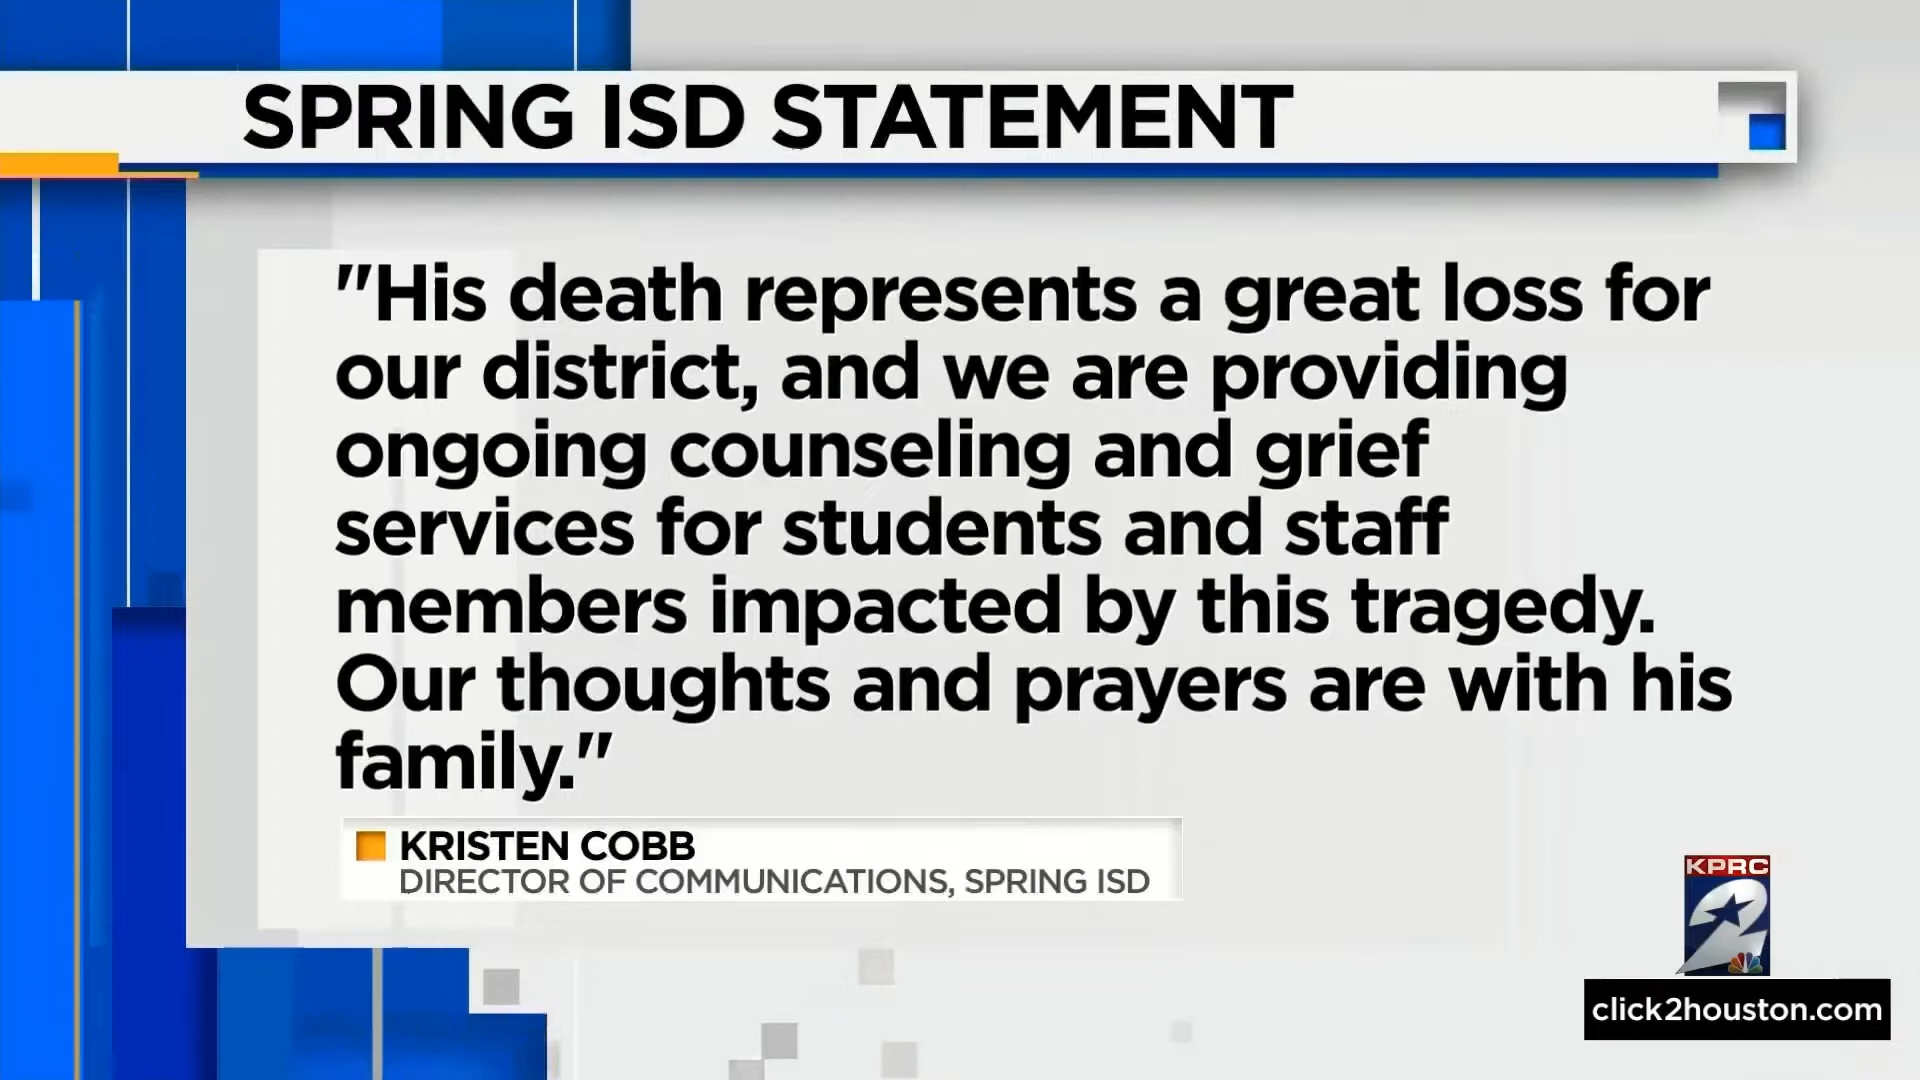 SPRING ISD STATEMENT
"His death represents a great loss for
our district, and we are providing
ongoing counseling and grief
services for students and staff
members impacted by this tragedy.
Our thoughts and prayers are with his
family."
KRISTEN COBB
DIRECTOR OF COMMUNICATIONS, SPRING ISD
KPRC
2
click2houston.com